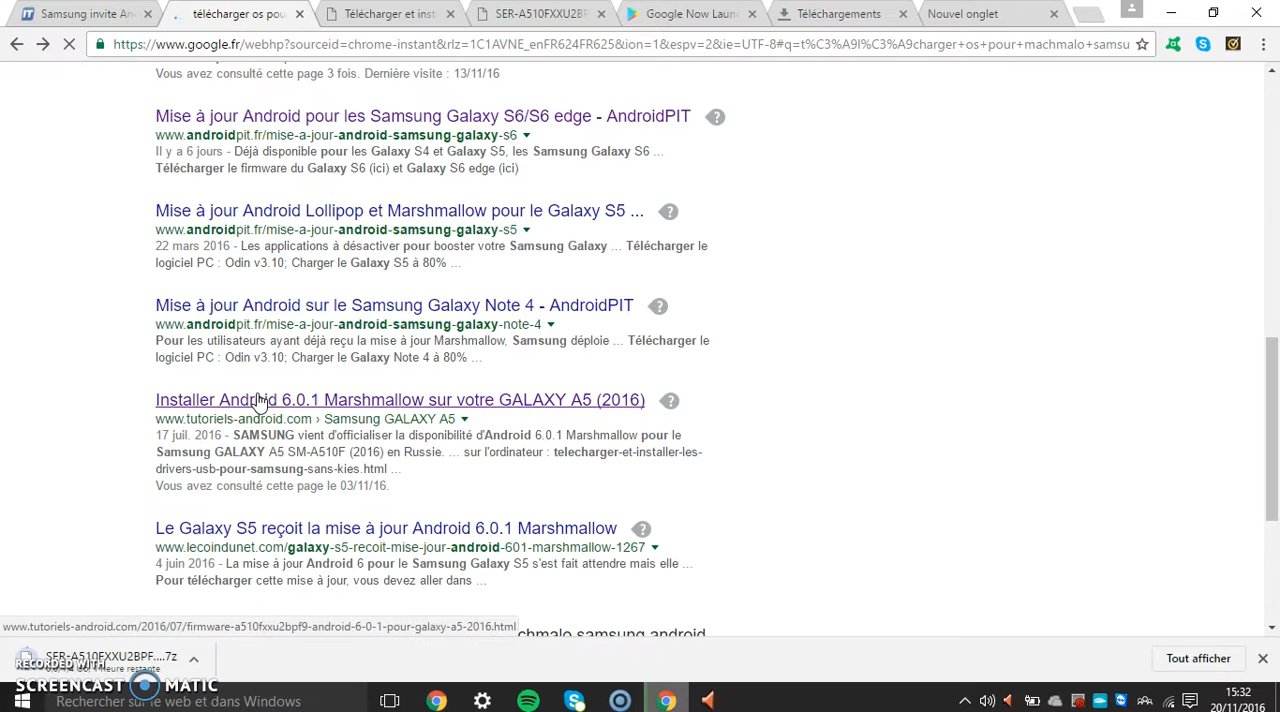 Samsung invite An
télécharger os pou
Télécharger et inst
SER-A510FXXU2BP
Google Now Laun
Téléchargements
Nouvel onglet
https://www.google.fr/webhp?sourceid=chrome-instant&rlz=1C1AVNE_enFR624FR625&ion=1&espv=2&ie=UTF-8#q=t%C3%A9l%C3%A9charger+os+pour+machmalo+samsu
Vous avez consulté cette page 3 fois. Dernière visite : 13/11/16
Mise à jour Android pour les Samsung Galaxy S6/S6 edge - AndroidPIT
www.androidpit.fr/mise-a-jour-android-samsung-galaxy-s6
Il y a 6 jours - Déjà disponible pour les Galaxy S4 et Galaxy S5, les Samsung Galaxy S6 ...
Télécharger le firmware du Galaxy S6 (ici) et Galaxy S6 edge (ici)
Mise à jour Android Lollipop et Marshmallow pour le Galaxy S5 ...
www.androidpit.fr/mise-a-jour-android-samsung-galaxy-s5
22 mars 2016 - Les applications à désactiver pour booster votre Samsung Galaxy ... Télécharger le
logiciel PC : Odin v3.10; Charger le Galaxy S5 à 80% ...
Mise à jour Android sur le Samsung Galaxy Note 4 - AndroidPIT
www.androidpit.fr/mise-a-jour-android-samsung-galaxy-note-4
Pour les utilisateurs ayant déjà reçu la mise à jour Marshmallow, Samsung déploie ... Télécharger le
logiciel PC : Odin v3.10; Charger le Galaxy Note 4 à 80% ...
Installer Android 6.0.1 Marshmallow sur votre GALAXY A5 (2016)
www.tutoriels-android.com › Samsung GALAXY A5
17 juil. 2016 - SAMSUNG vient d'officialiser la disponibilité d'Android 6.0.1 Marshmallow pour le
Samsung GALAXY A5 SM-A510F (2016) en Russie. ... sur l'ordinateur : telecharger-et-installer-les-
drivers-usb-pour-samsung-sans-kies.html ...
Vous avez consulté cette page le 03/11/16.
Le Galaxy S5 reçoit la mise à jour Android 6.0.1 Marshmallow
www.lecoindunet.com/galaxy-s5-recoit-mise-jour-android-601-marshmallow-1267
4 juin 2016 - La mise à jour Android 6 pour le Samsung Galaxy S5 s'est fait attendre mais elle ...
Pour télécharger cette mise à jour, vous devez aller dans ...
www.tutoriels-android.com/2016/07/firmware-a510fxxu2bpf9-android-6-0-1-pour-galaxy-a5-2016.html
chmalo samsung android
SER-A510FXXU2BPF....7z
heure restante
Tout afficher
RECORDED WITH
SCREENCAST MATIC
Rechercher sur le web et dans Windows
15:32
20/11/2016